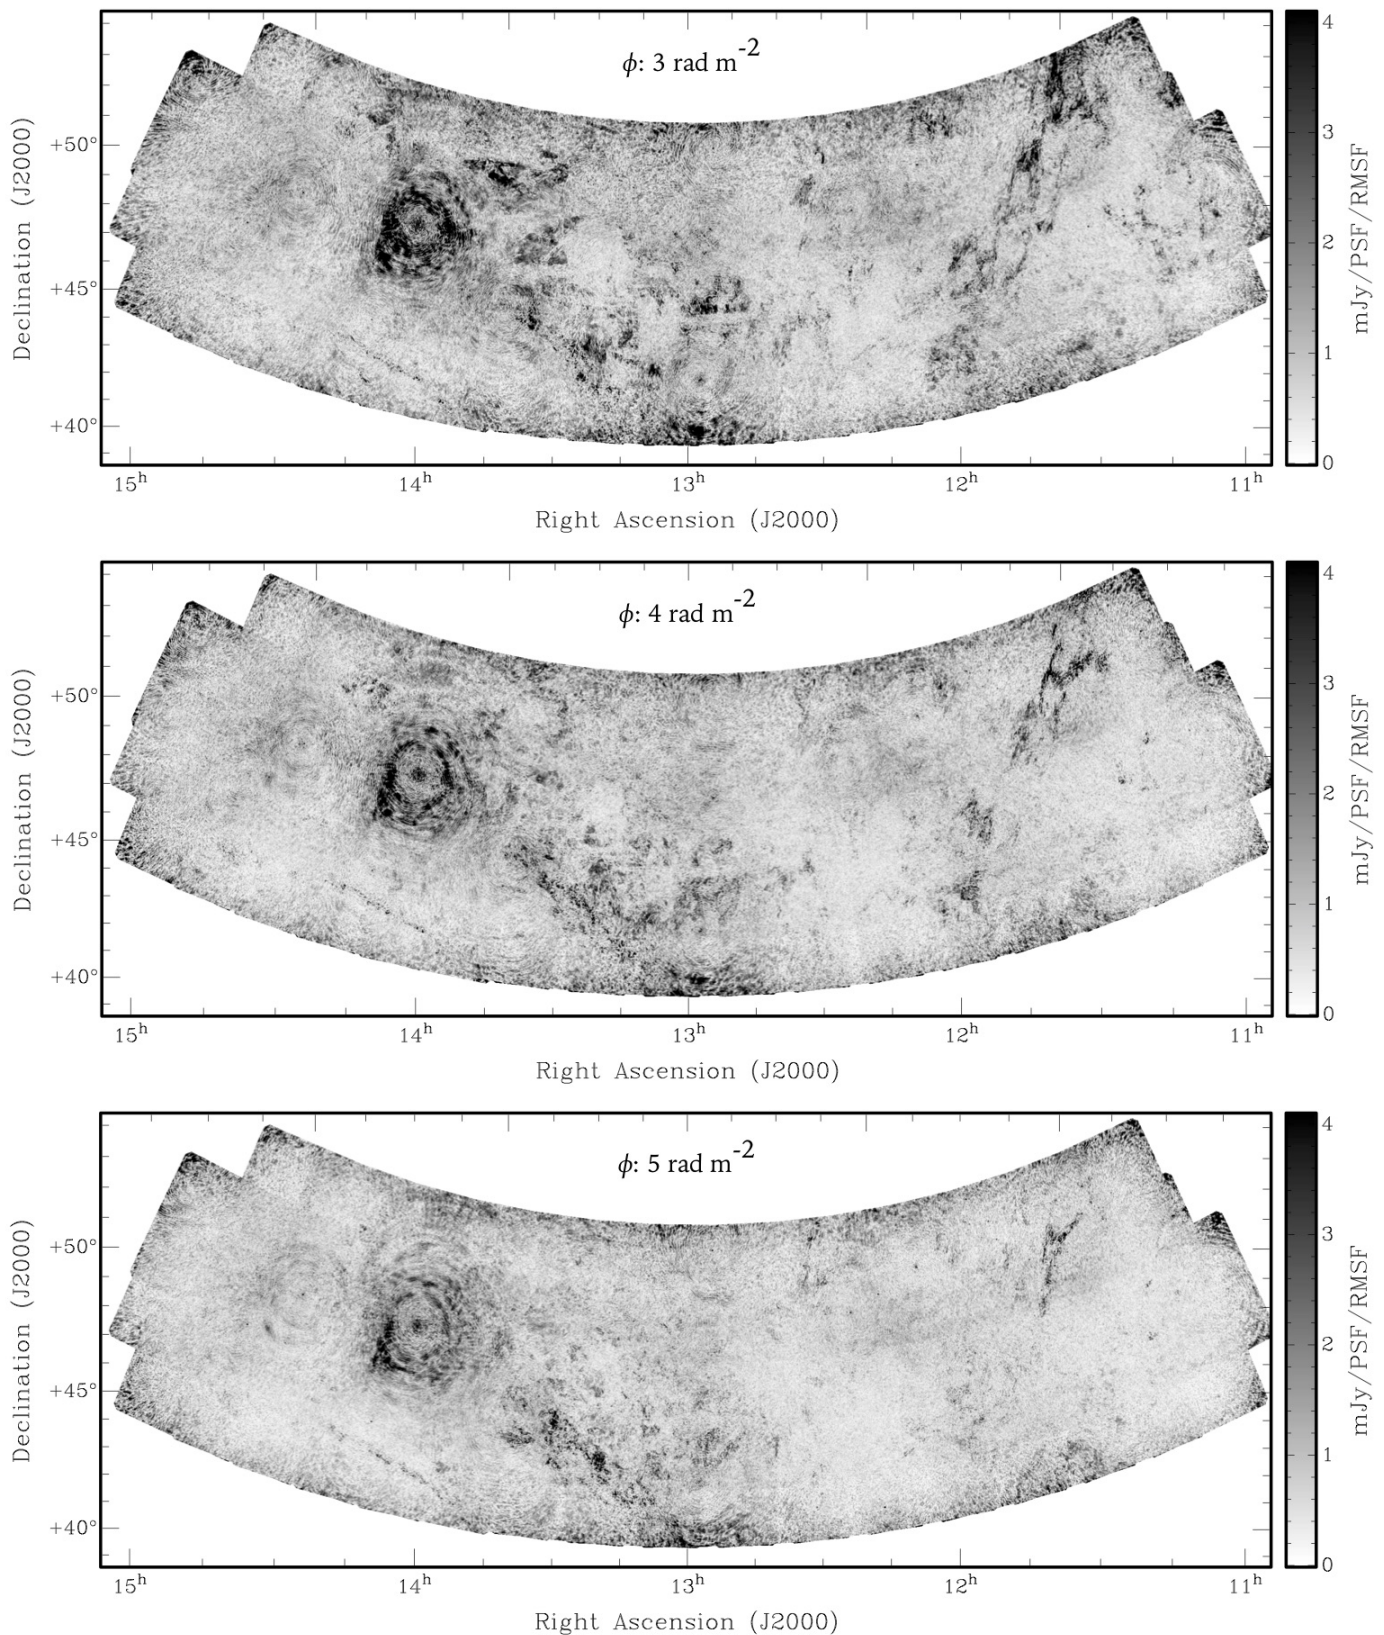 ϕ: 3 rad m-2
+50°
+45°
+40°
Declination (J2000)
15h 14h 13h 12h 11h
Right Ascension (J2000)
4
3
2
1
0
mJy/PSF/RMSF
ϕ: 4 rad m-2
+50°
+45°
+40°
Declination (J2000)
15h 14h 13h 12h 11h
Right Ascension (J2000)
4
3
2
1
0
mJy/PSF/RMSF
ϕ: 5 rad m-2
+50°
+45°
+40°
Declination (J2000)
15h 14h 13h 12h 11h
Right Ascension (J2000)
4
3
2
1
0
mJy/PSF/RMSF